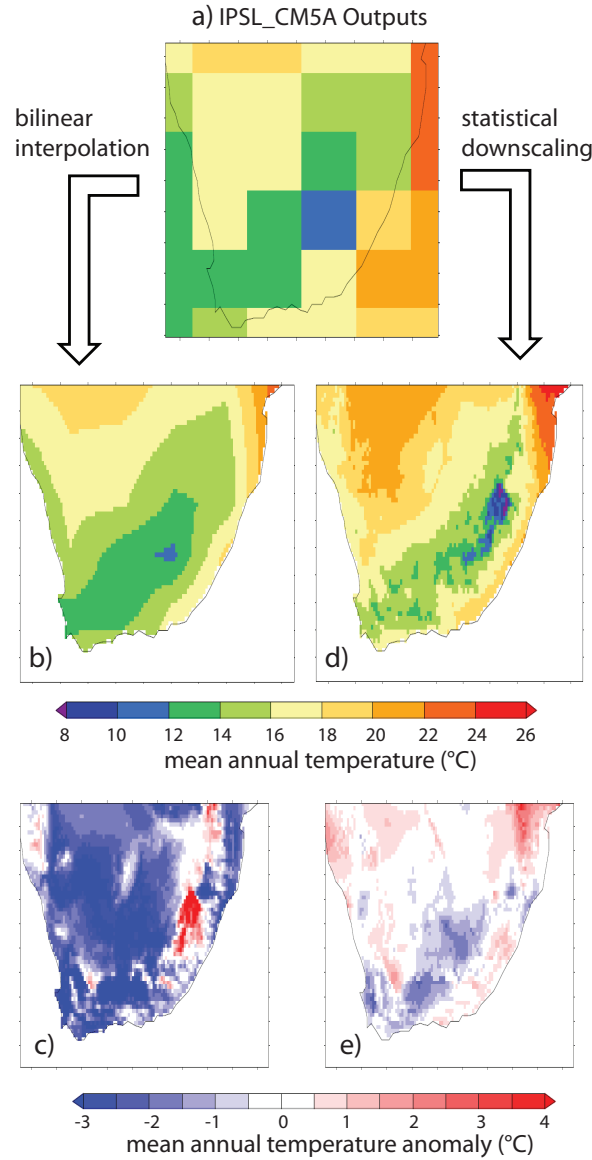 a) IPSL_CM5A Outputs
bilinear
interpolation
statistical
downscaling
b)
d)
8 10 12 14 16 18 20 22 24 26
mean annual temperature (°C)
c)
e)
-3 -2 -1 0 1 2 3 4
mean annual temperature anomaly (°C)